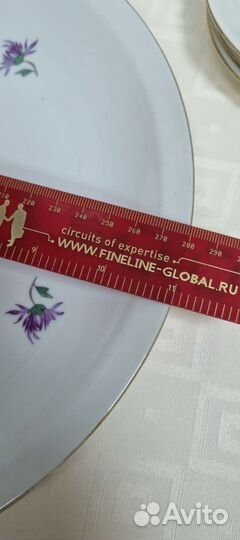 210 220 230 240 250 260 270 280 290
circuits of expertise
WWW.FINELINE-GLOBAL.RU
9 10 11
Avito